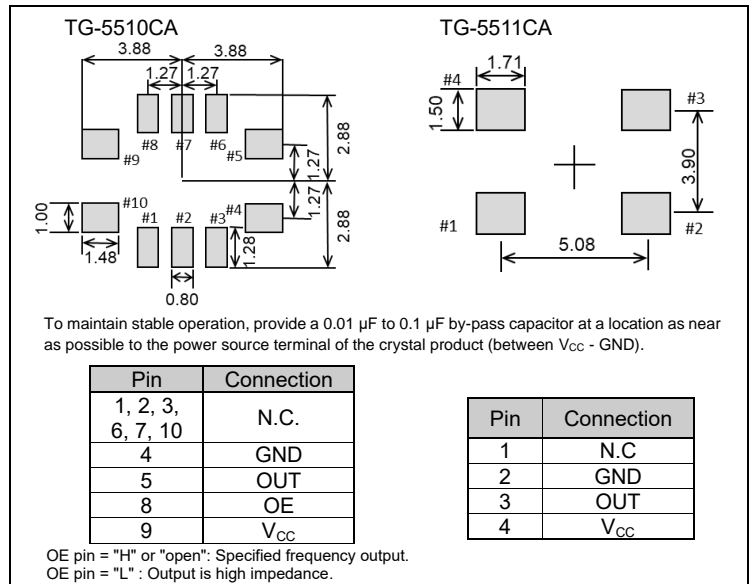 TG-5510CA
3.88 3.88
1.27 1.27
#8 #7 #6
#9 #5
2.88
1.27
#10 #1 #2 #3 #4
1.00
1.48
1.27
2.88
1.28
0.80
TG-5511CA
1.71
#4
#3
1.50
3.90
#1
#2
5.08
To maintain stable operation, provide a 0.01 µF to 0.1 µF by-pass capacitor at a location as near
as possible to the power source terminal of the crystal product (between VCC - GND).
Pin Connection
1, 2, 3,
6, 7, 10 N.C.
4 GND
5 OUT
8 OE
9 VCC
OE pin = "H" or "open": Specified frequency output.
OE pin = "L" : Output is high impedance.
Pin Connection
1 N.C
2 GND
3 OUT
4 VCC